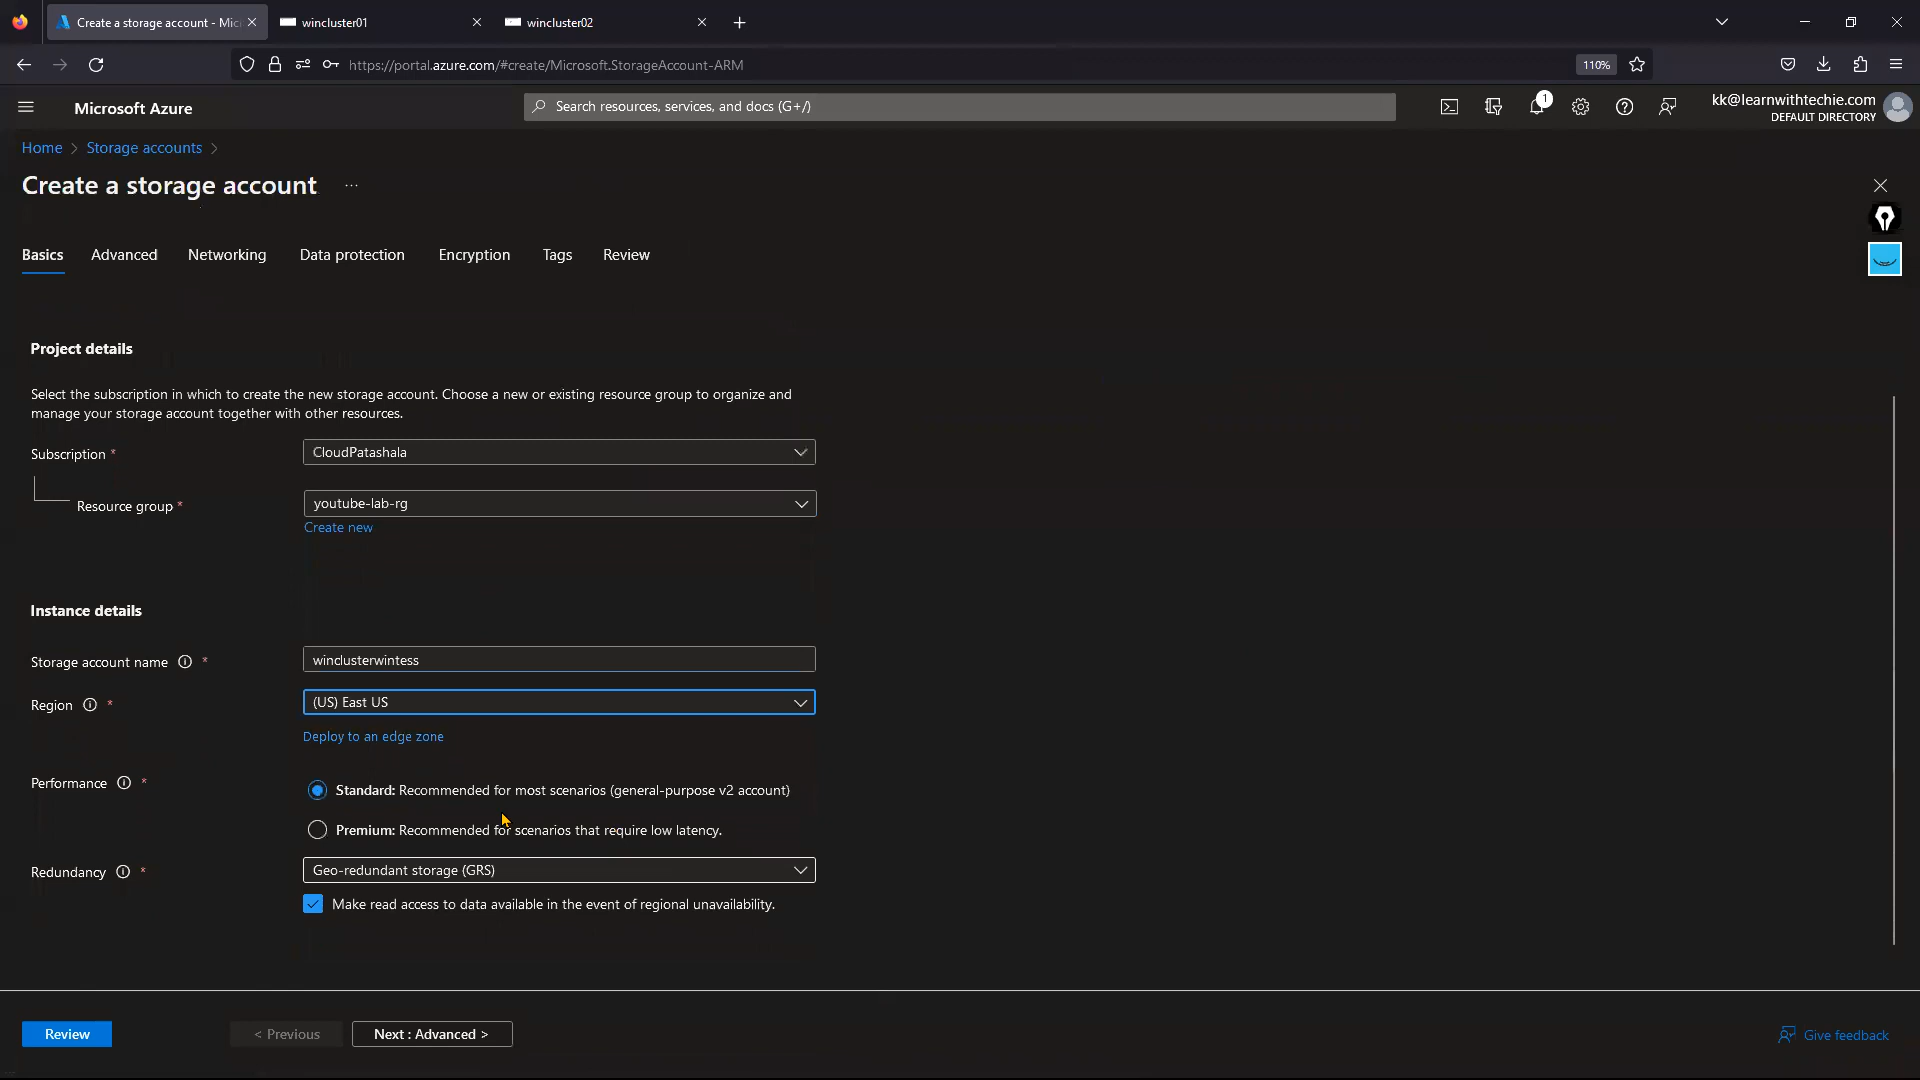 Create a storage account - Mic
wincluster01
wincluster02
https://portal.azure.com/#create/Microsoft.StorageAccount-ARM
110%
Microsoft Azure
Search resources, services, and docs (G+/)
1
kk@learnwithtechie.com
DEFAULT DIRECTORY
Home > Storage accounts >
Create a storage account ...
Basics Advanced Networking Data protection Encryption Tags Review
Project details
Select the subscription in which to create the new storage account. Choose a new or existing resource group to organize and
manage your storage account together with other resources.
Subscription *
CloudPatashala
Resource group *
youtube-lab-rg
Create new
Instance details
Storage account name *
winclusterwintess
Region *
(US) East US
Deploy to an edge zone
Performance *
Standard: Recommended for most scenarios (general-purpose v2 account)
Premium: Recommended for scenarios that require low latency.
Redundancy *
Geo-redundant storage (GRS)
Make read access to data available in the event of regional unavailability.
Review
< Previous
Next : Advanced >
Give feedback